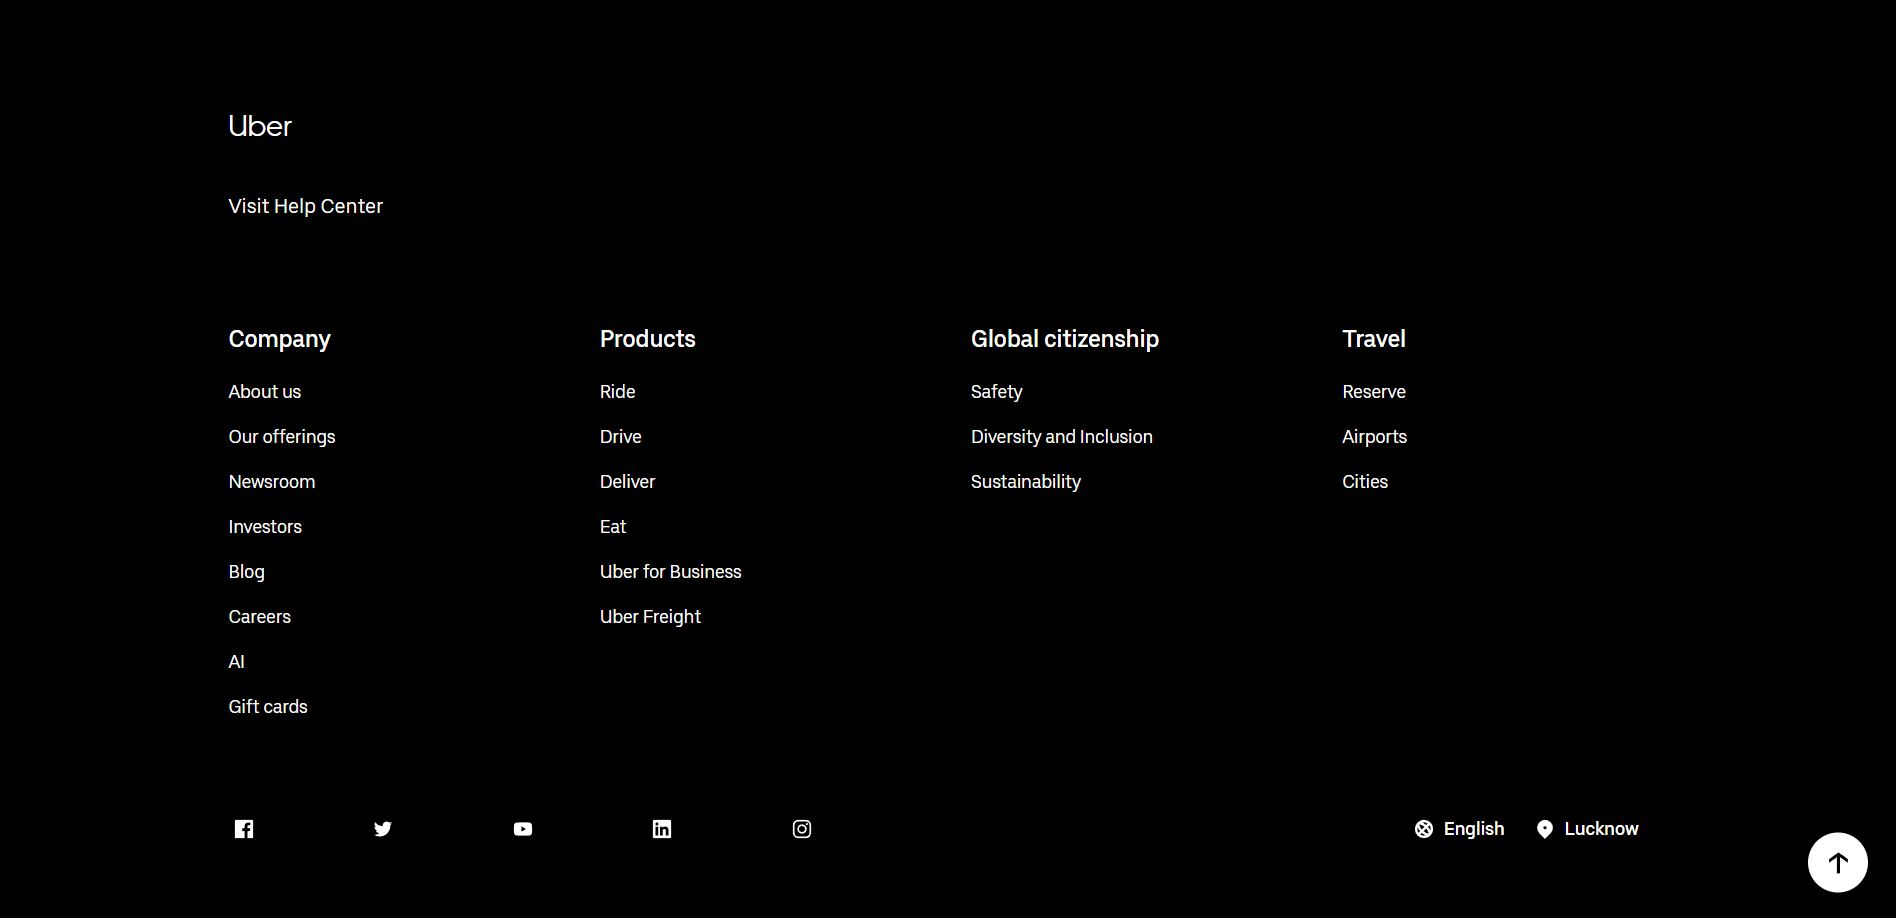 Uber
Visit Help Center
Company
About us
Our offerings
Newsroom
Investors
Blog
Careers
AI
Gift cards
Products
Ride
Drive
Deliver
Eat
Uber for Business
Uber Freight
Global citizenship
Safety
Diversity and Inclusion
Sustainability
Travel
Reserve
Airports
Cities
English
Lucknow